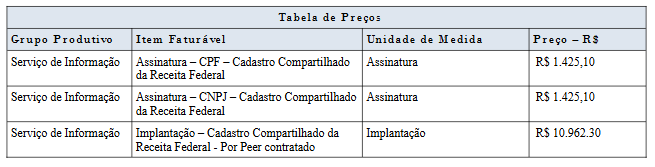 Tabela de Preços
Grupo Produtivo Item Faturável Unidade de Medida Preço – R$
Serviço de Informação Assinatura – CPF – Cadastro Compartilhado Assinatura R$ 1.425,10
da Receita Federal
Serviço de Informação Assinatura – CNPJ – Cadastro Compartilhado Assinatura R$ 1.425,10
da Receita Federal
Serviço de Informação Implantação – Cadastro Compartilhado da Implantação R$ 10.962.30
Receita Federal - Por Peer contratado